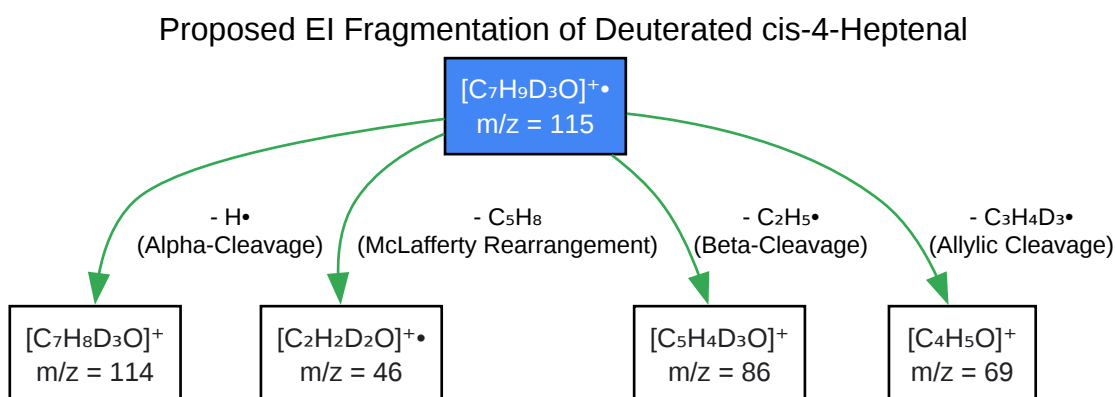 Proposed EI Fragmentation of Deuterated cis-4-Heptenal
[C₇H₉D₃O]⁺•
m/z = 115
- H•
(Alpha-Cleavage)
- C₅H₈
(McLafferty Rearrangement)
- C₂H₅•
(Beta-Cleavage)
- C₃H₄D₃•
(Allylic Cleavage)
[C₇H₈D₃O]⁺
m/z = 114
[C₂H₂D₂O]⁺•
m/z = 46
[C₅H₄D₃O]⁺
m/z = 86
[C₄H₅O]⁺
m/z = 69